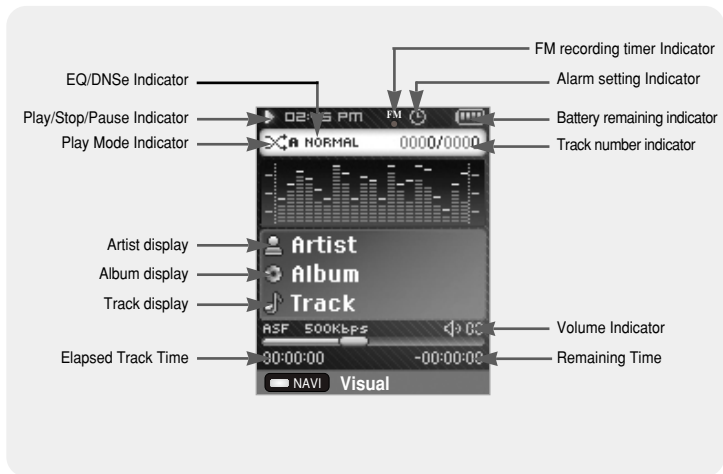 FM recording timer Indicator
EQ/DNSe Indicator
Alarm setting Indicator
Play/Stop/Pause Indicator
PM
FM
Battery remaining indicator
Play Mode Indicator
A NORMAL
0000/0000
Track number indicator
Artist display
Artist
Album display
Album
Track display
Track
ASF 500Kbps
Volume Indicator
Elapsed Track Time
00:00:00
-00:00:00
Remaining Time
NAVI Visual